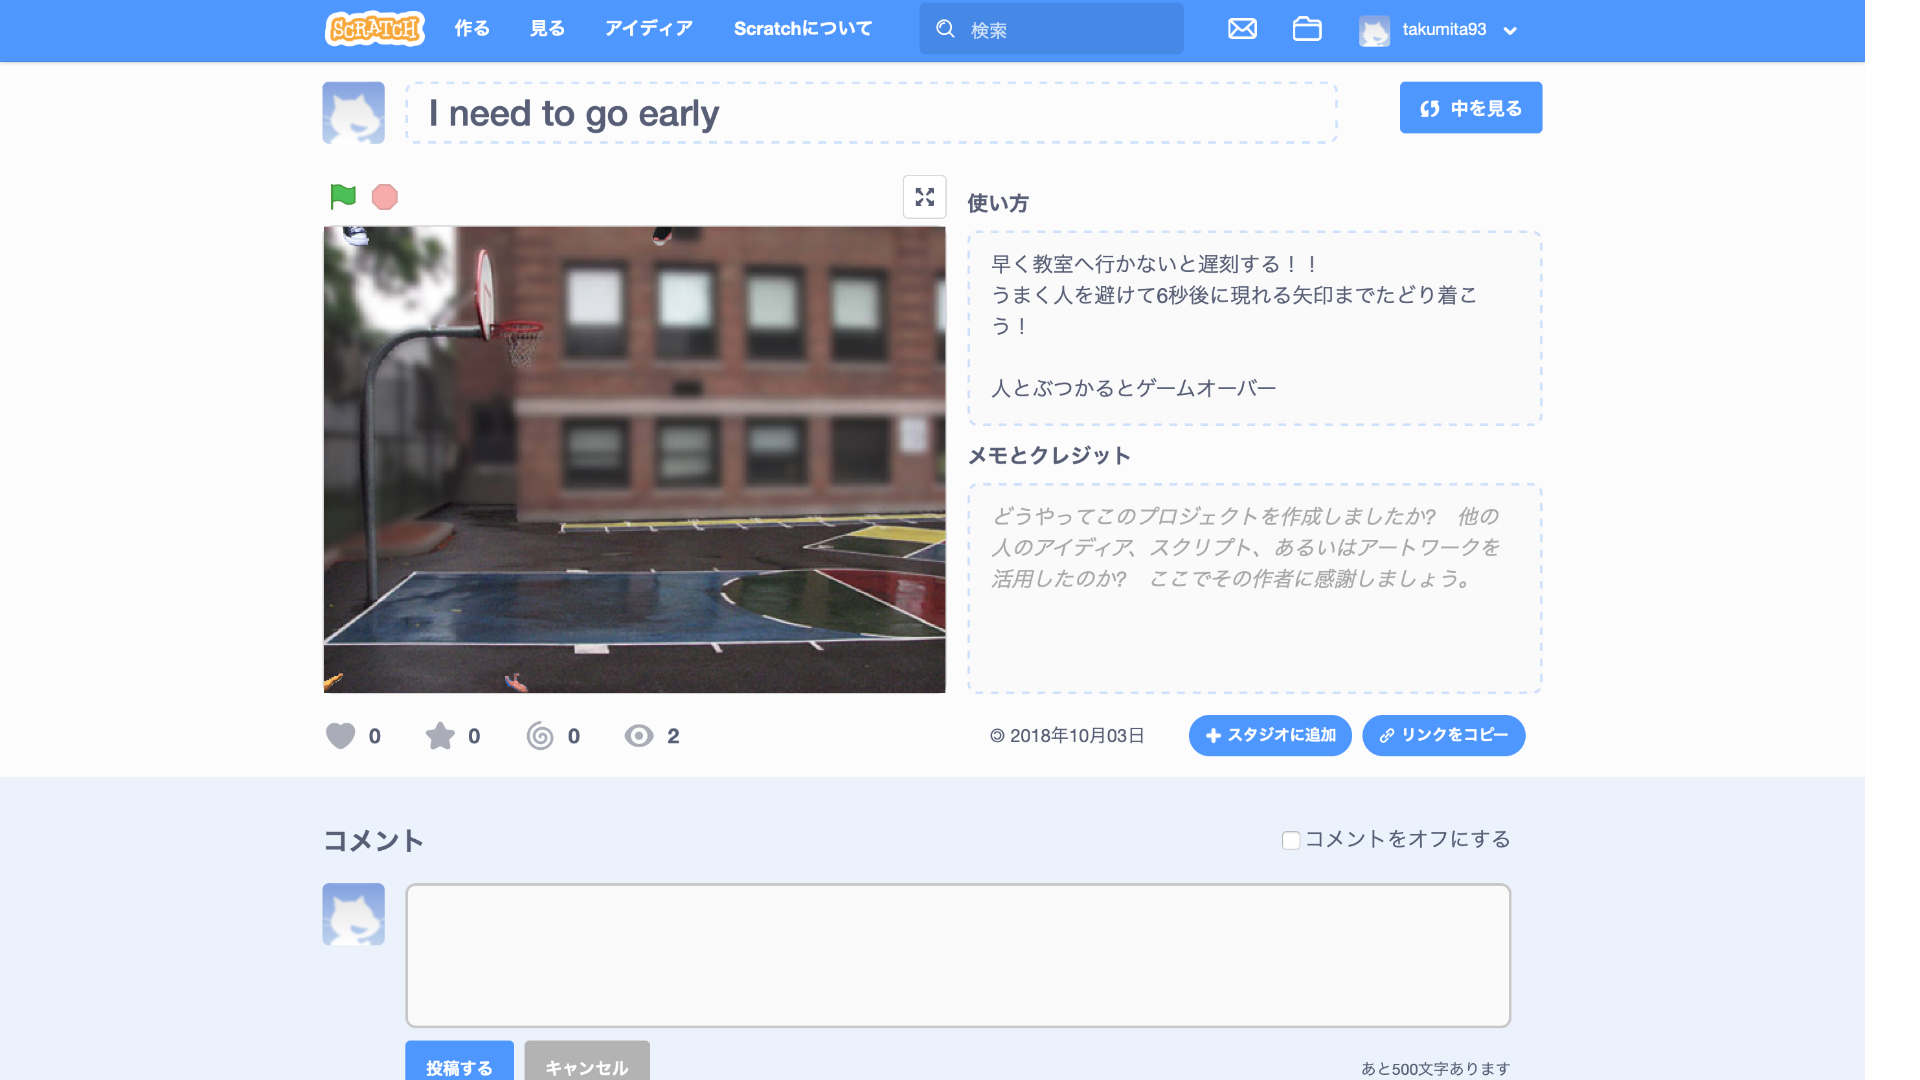 SCRATCH 作る 見る アイディア Scratchについて 検索 takumita93
I need to go early
中を見る
使い方
早く教室へ行かないと遅刻する！！
うまく人を避けて6秒後に現れる矢印までたどり着こ
う！
人とぶつかるとゲームオーバー
メモとクレジット
どうやってこのプロジェクトを作成しましたか?　他の
人のアイディア、スクリプト、あるいはアートワークを
活用したのか?　ここでその作者に感謝しましょう。
0 0 0 2
© 2018年10月03日 スタジオに追加 リンクをコピー
コメント コメントをオフにする
投稿する キャンセル あと500文字あります